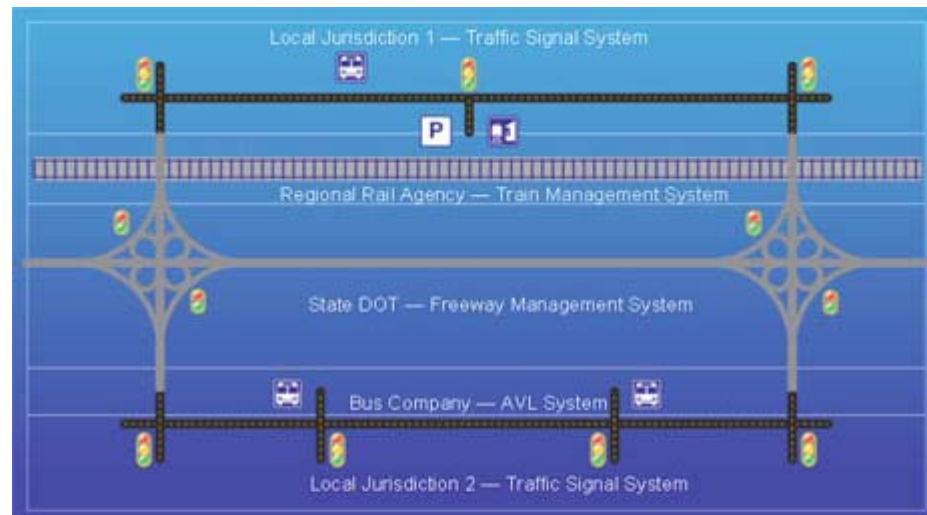 Local Jurisdiction 1 — Traffic Signal System
P
Regional Rail Agency — Train Management System
State DOT — Freeway Management System
Bus Company — AVL System
Local Jurisdiction 2 — Traffic Signal System